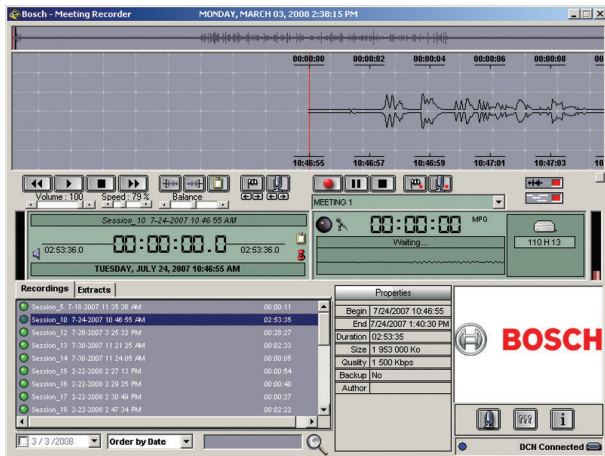 Bosch - Meeting Recorder MONDAY, MARCH 03, 2008 2:38:15 PM
00:00:00 00:00:02 00:00:04 00:00:06 00:00:08 00
10:46:55 10:46:57 10:46:59 10:47:01 10:47:03 10
Volume : 100 Speed : 79 % Balance
MEETING 1
Session_10 7-24-2007 10 46 55 AM
02:53:36.0 00:00:00.0 02:53:36.0
TUESDAY, JULY 24, 2007 10:46:55 AM
00:00:00 MPG
Waiting...
110 H 13
Recordings Extracts
Session_5 7-18-2007 11 35 36 AM 00:00:11
Session_10 7-24-2007 10 46 55 AM 02:53:35
Session_12 7-26-2007 3 25 32 PM 00:28:27
Session_13 7-30-2007 11 21 25 AM 00:02:33
Session_14 7-30-2007 11 24 05 AM 00:00:05
Session_15 2-22-2008 2 27 13 PM 00:00:54
Session_16 2-22-2008 2 29 25 PM 00:00:40
Session_17 2-22-2008 2 30 49 PM 00:00:27
Session_18 2-22-2008 2 47 34 PM 00:02:22
3 / 3 /2008 Order by Date
Properties
Begin 7/24/2007 10:46:55
End 7/24/2007 1:40:30 PM
Duration 02:53:35
Size 1 953 000 Ko
Quality 1 500 Kbps
Backup No
Author
BOSCH
???
i
DCN Connected